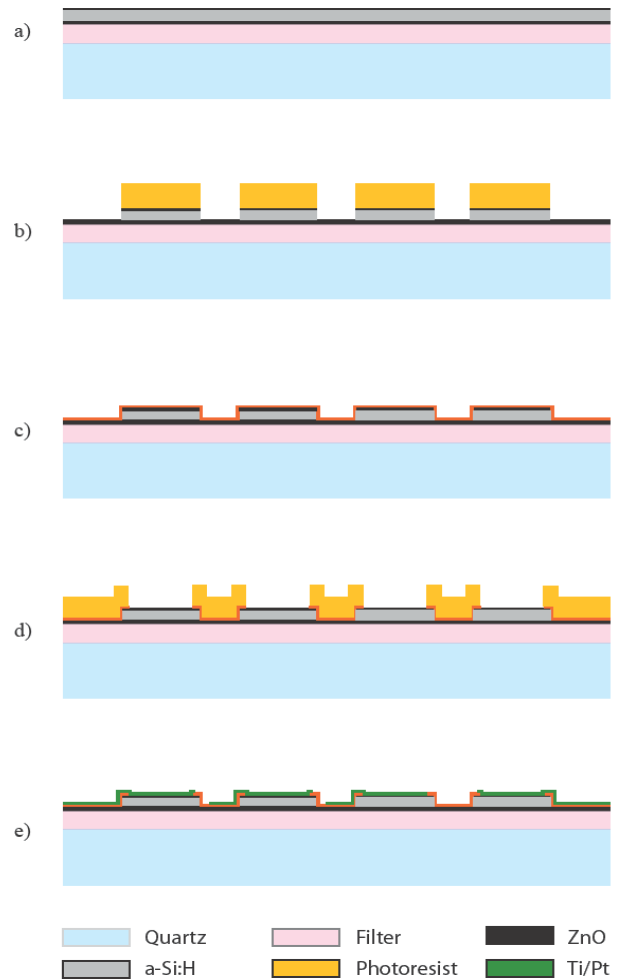 a)
b)
c)
d)
e)
Quartz Filter ZnO
a-Si:H Photoresist Ti/Pt